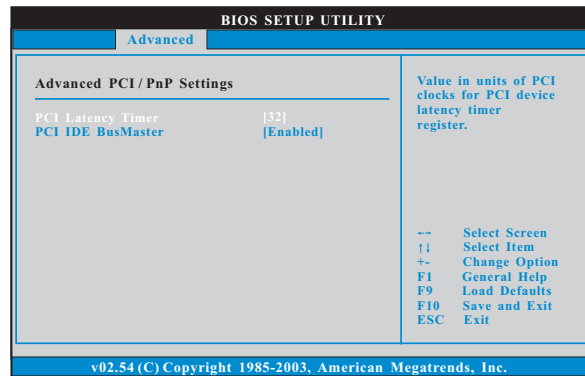 BIOS SETUP UTILITY
Advanced
Advanced PCI / PnP Settings
PCI Latency Timer [32]
PCI IDE BusMaster [Enabled]
Value in units of PCI
clocks for PCI device
latency timer
register.
←→ Select Screen
↑↓ Select Item
+- Change Option
F1 General Help
F9 Load Defaults
F10 Save and Exit
ESC Exit
v02.54 (C) Copyright 1985-2003, American Megatrends, Inc.